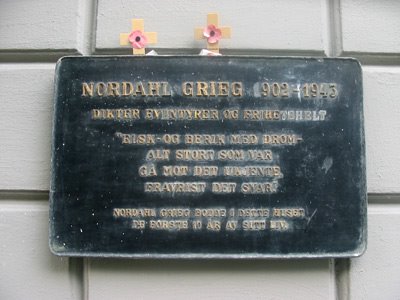 NORDAHL GRIEG 1902-1943
DIKTER EVENTYRER OG FRIHETSHELT
"RISK-OG BERIK MED DRØM-
ALT STORT SOM VAR
GÅ MOT DET UKJENTE
FRAVRIST DET SVAR"
NORDAHL GRIEG BODDE I DETTE HUSET
DE FØRSTE 10 ÅR AV SITT LIV.